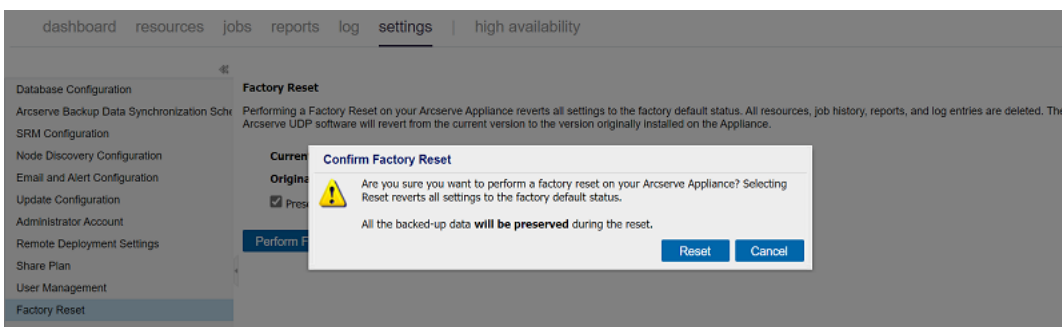 dashboard resources jobs reports log settings | high availability
Database Configuration
Arcserve Backup Data Synchronization Sche
SRM Configuration
Node Discovery Configuration
Email and Alert Configuration
Update Configuration
Administrator Account
Remote Deployment Settings
Share Plan
User Management
Factory Reset
Factory Reset
Performing a Factory Reset on your Arcserve Appliance reverts all settings to the factory default status. All resources, job history, reports, and log entries are deleted. The
Arcserve UDP software will revert from the current version to the version originally installed on the Appliance.
Curren
Origina
Prese
Perform F
Confirm Factory Reset
Are you sure you want to perform a factory reset on your Arcserve Appliance? Selecting
Reset reverts all settings to the factory default status.
All the backed-up data will be preserved during the reset.
Reset Cancel